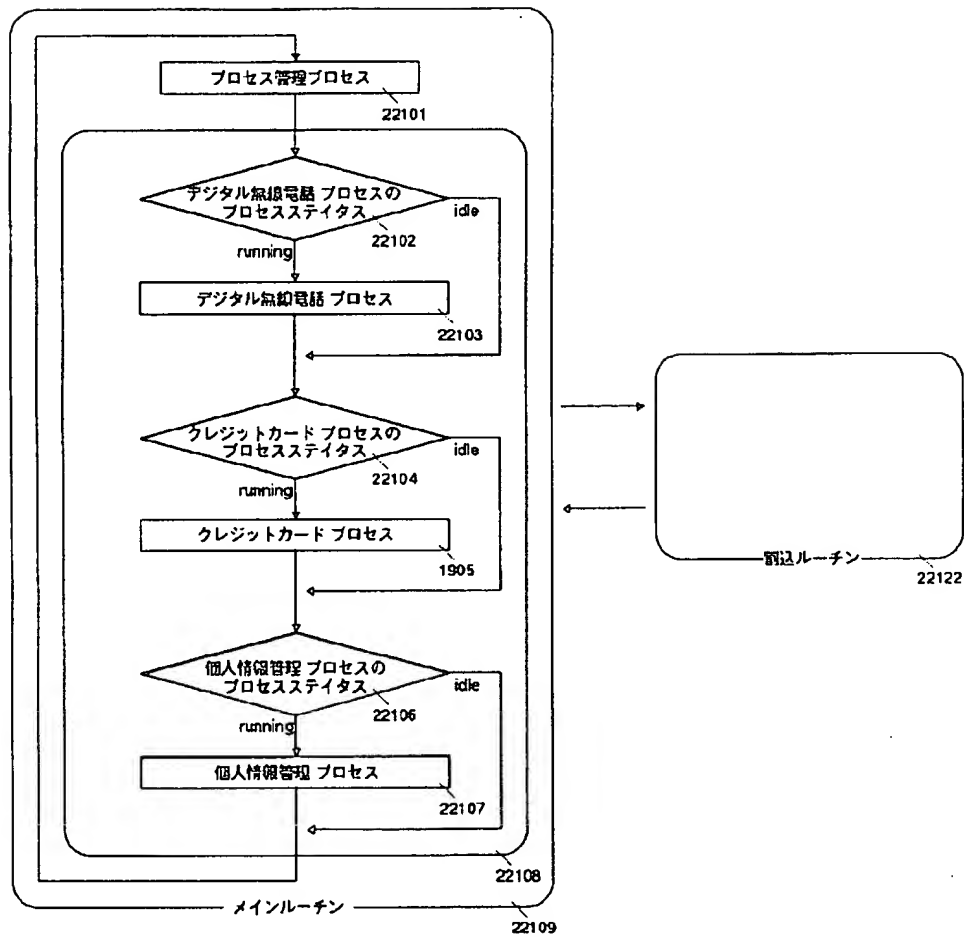 プロセス管理プロセス
22101
デジタル無線電話 プロセスの
プロセスステイタス
22102
idle
running
デジタル無線電話 プロセス
22103
クレジットカード プロセスの
プロセスステイタス
22104
idle
running
クレジットカード プロセス
1905
個人情報管理 プロセスの
プロセスステイタス
22106
idle
running
個人情報管理 プロセス
22107
22108
メインルーチン
22109
割込ルーチン
22122